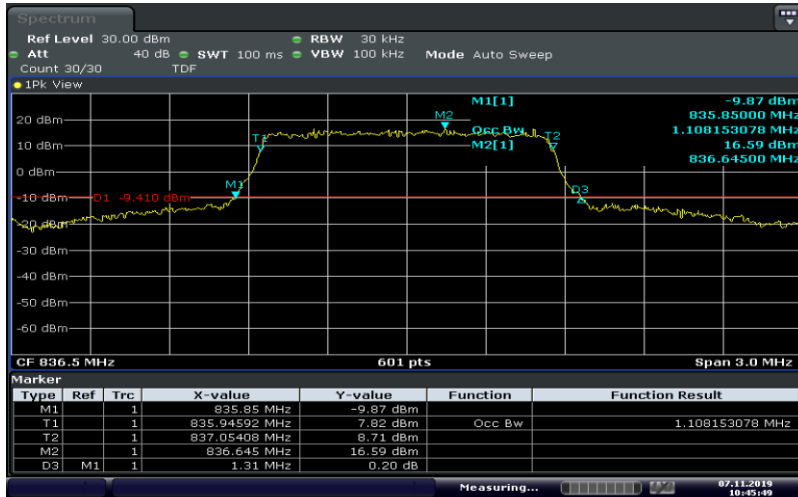 Spectrum
Ref Level 30.00 dBm RBW 30 kHz
Att 40 dB SWT 100 ms VBW 100 kHz Mode Auto Sweep
Count 30/30 TDF
1Pk View
M1[1] -9.87 dBm
835.85000 MHz
Occ Bw 1.108153078 MHz
M2[1] 16.59 dBm
836.64500 MHz
M2
20 dBm
T1
T2
10 dBm
0 dBm
M1
D3
-10 dBm
D1 -9.410 dBm
-20 dBm
-30 dBm
-40 dBm
-50 dBm
-60 dBm
CF 836.5 MHz 601 pts Span 3.0 MHz
Marker
Type Ref Trc X-value Y-value Function Function Result
M1 1 835.85 MHz -9.87 dBm
T1 1 835.94592 MHz 7.82 dBm Occ Bw 1.108153078 MHz
T2 1 837.05408 MHz 8.71 dBm
M2 1 836.645 MHz 16.59 dBm
D3 M1 1 1.31 MHz 0.20 dB
Measuring... 07.11.2019
10:45:49